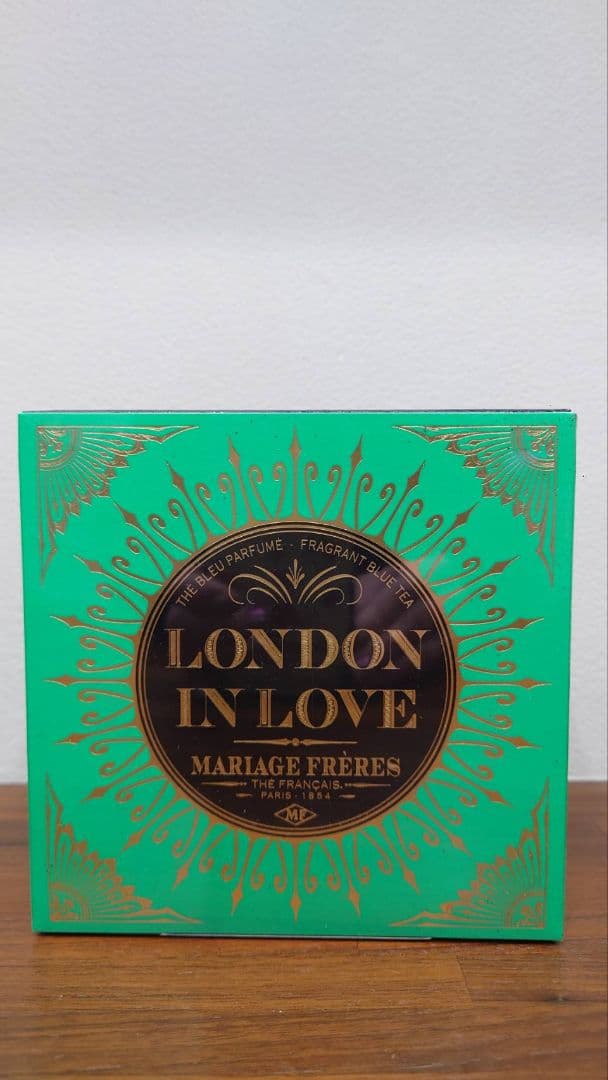 THÉ BLEU PARFUMÉ · FRAGRANT BLUE TEA
LONDON
IN LOVE
MARIAGE FRÈRES
THÉ FRANÇAIS
PARIS · 1854
MF